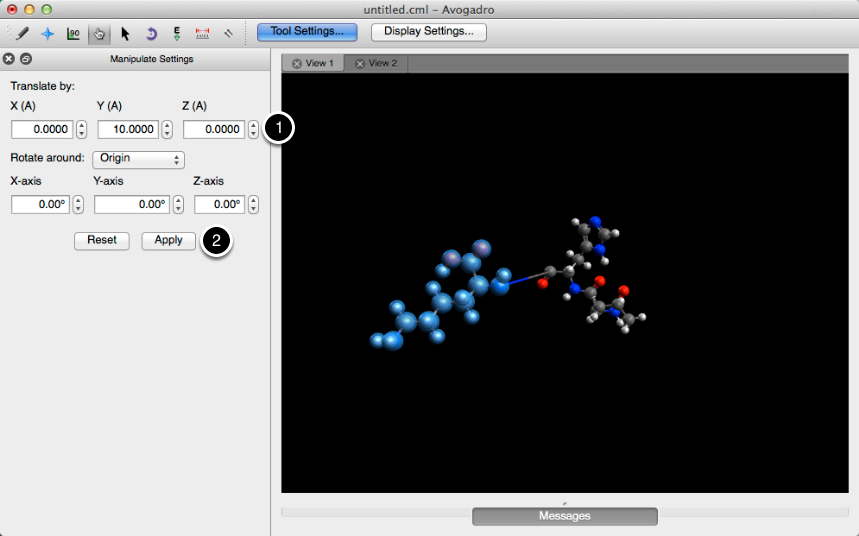 untitled.cml – Avogadro
90 E Tool Settings... Display Settings...
Manipulate Settings
View 1 View 2
Translate by:
X (A) Y (A) Z (A)
0.0000 10.0000 0.0000 1
Rotate around: Origin
X-axis Y-axis Z-axis
0.00° 0.00° 0.00°
Reset Apply 2
Messages